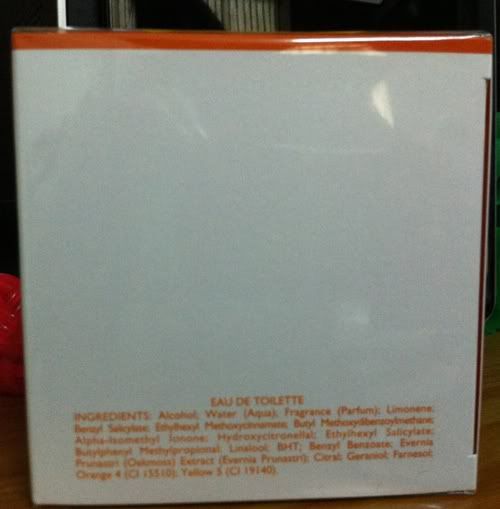 EAU DE TOILETTE
INGREDIENTS: Alcohol; Water (Aqua); Fragrance (Parfum); Limonene;
Benzyl Salicylate; Ethylhexyl Methoxycinnamate; Butyl Methoxydibenzoylmethane;
Alpha-Isomethyl Ionone; Hydroxycitronellal; Ethylhexyl Salicylate;
Butylphenyl Methylpropional; Linalool; BHT; Benzyl Benzoate; Evernia
Prunastri (Oakmoss) Extract (Evernia Prunastri); Citral; Geraniol; Farnesol;
Orange 4 (CI 15510); Yellow 5 (CI 19140).